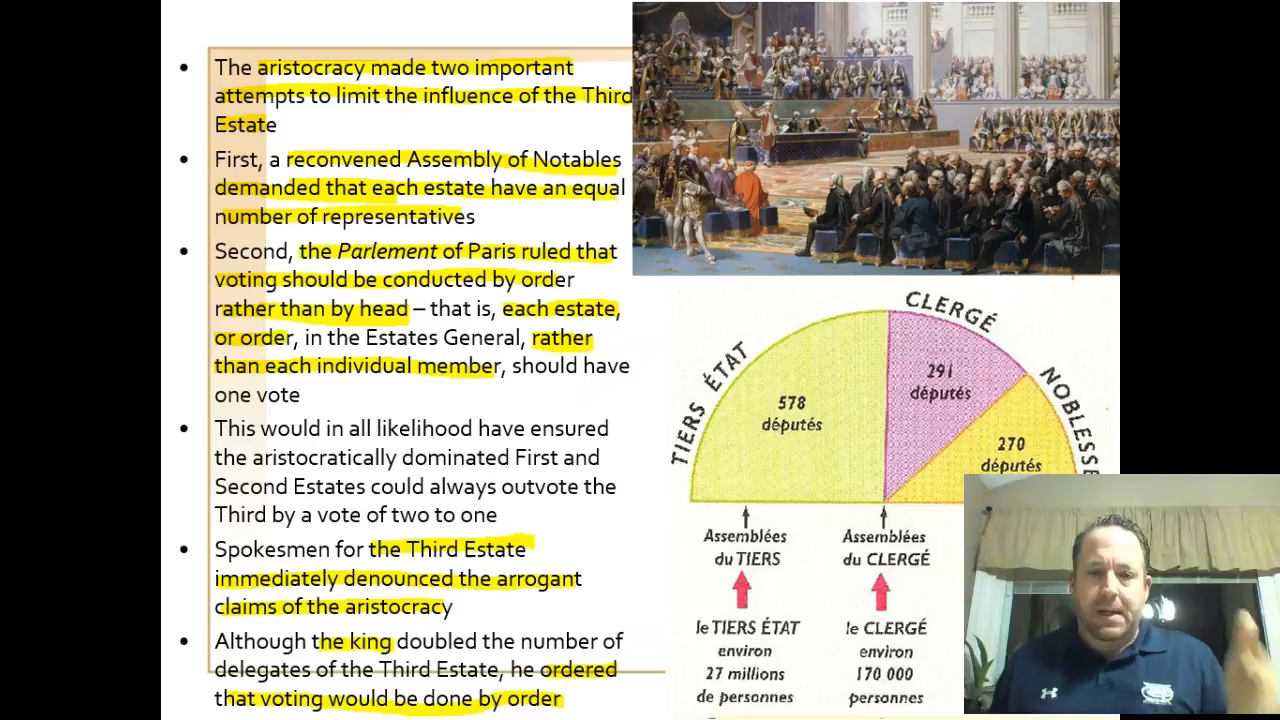 • The aristocracy made two important
attempts to limit the influence of the Third
Estate
• First, a reconvened Assembly of Notables
demanded that each estate have an equal
number of representatives
• Second, the Parlement of Paris ruled that
voting should be conducted by order
rather than by head – that is, each estate,
or order, in the Estates General, rather
than each individual member, should have
one vote
• This would in all likelihood have ensured
the aristocratically dominated First and
Second Estates could always outvote the
Third by a vote of two to one
• Spokesmen for the Third Estate
immediately denounced the arrogant
claims of the aristocracy
• Although the king doubled the number of
delegates of the Third Estate, he ordered
that voting would be done by order
TIERS ÉTAT
CLERGÉ
NOBLESSE
578
députés
291
députés
270
députés
Assemblées
du TIERS
Assemblées
du CLERGÉ
le TIERS ÉTAT
environ
27 millions
de personnes
le CLERGÉ
environ
170 000
personnes